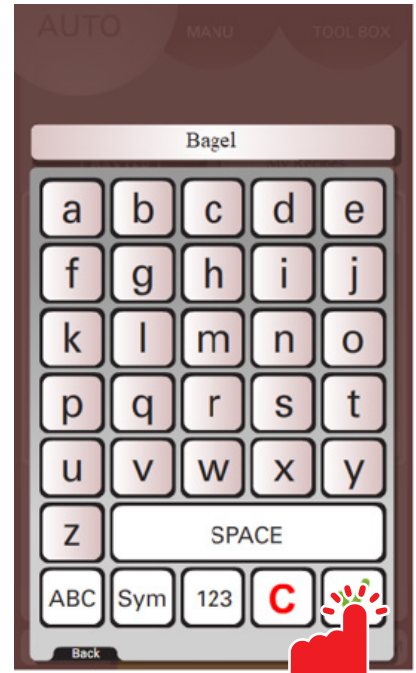 AUTO MANU TOOL BOX
Bagel
a b c d e
f g h i j
k l m n o
p q r s t
u v w x y
z SPACE
ABC Sym 123 C
Back